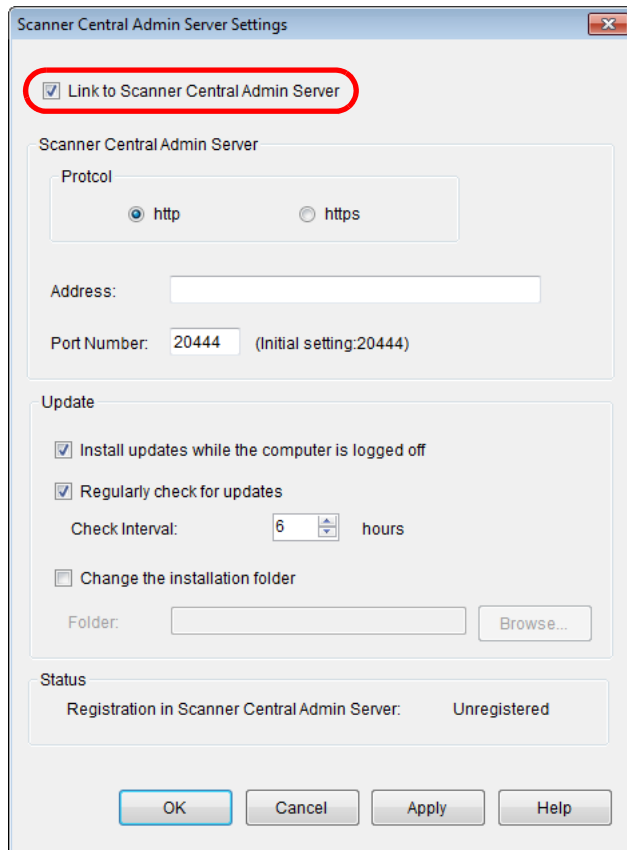 Scanner Central Admin Server Settings
Link to Scanner Central Admin Server
Scanner Central Admin Server
Protcol
http https
Address:
Port Number: 20444 (Initial setting:20444)
Update
Install updates while the computer is logged off
Regularly check for updates
Check Interval: 6 hours
Change the installation folder
Folder: Browse...
Status
Registration in Scanner Central Admin Server: Unregistered
OK Cancel Apply Help